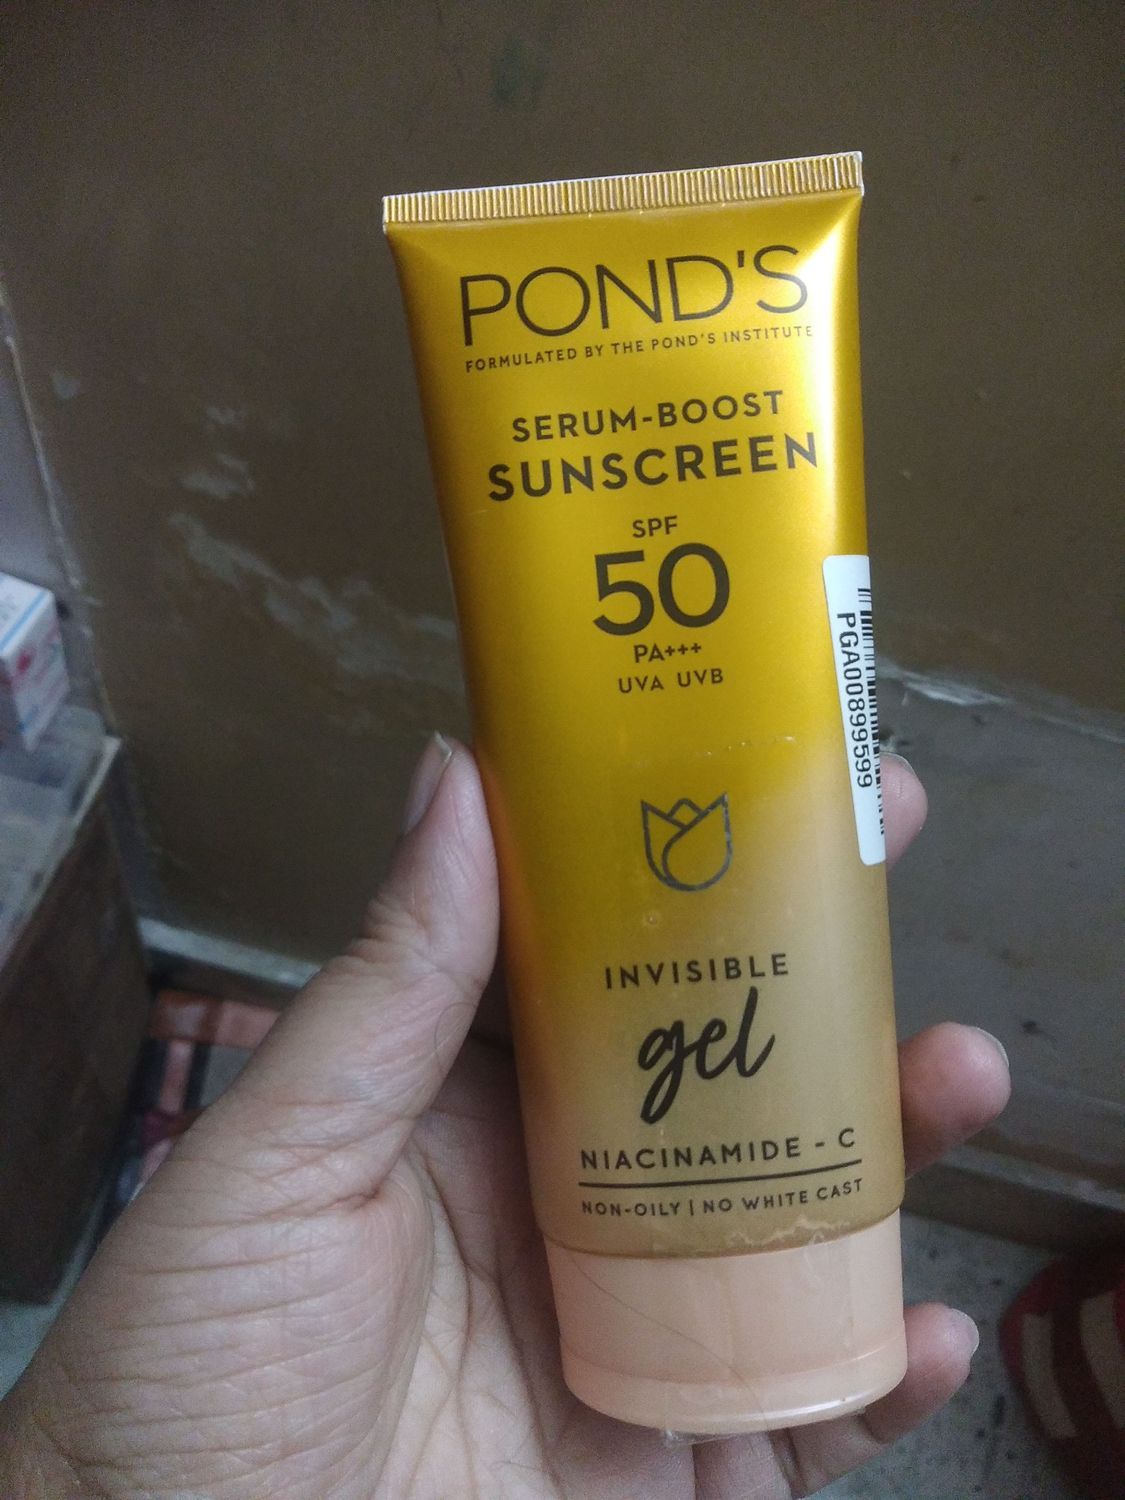 POND'S
FORMULATED BY THE POND'S INSTITUTE
SERUM-BOOST
SUNSCREEN
SPF
50
PA+++
UVA UVB
PGA00899599
INVISIBLE
gel
NIACINAMIDE - C
NON-OILY | NO WHITE CAST